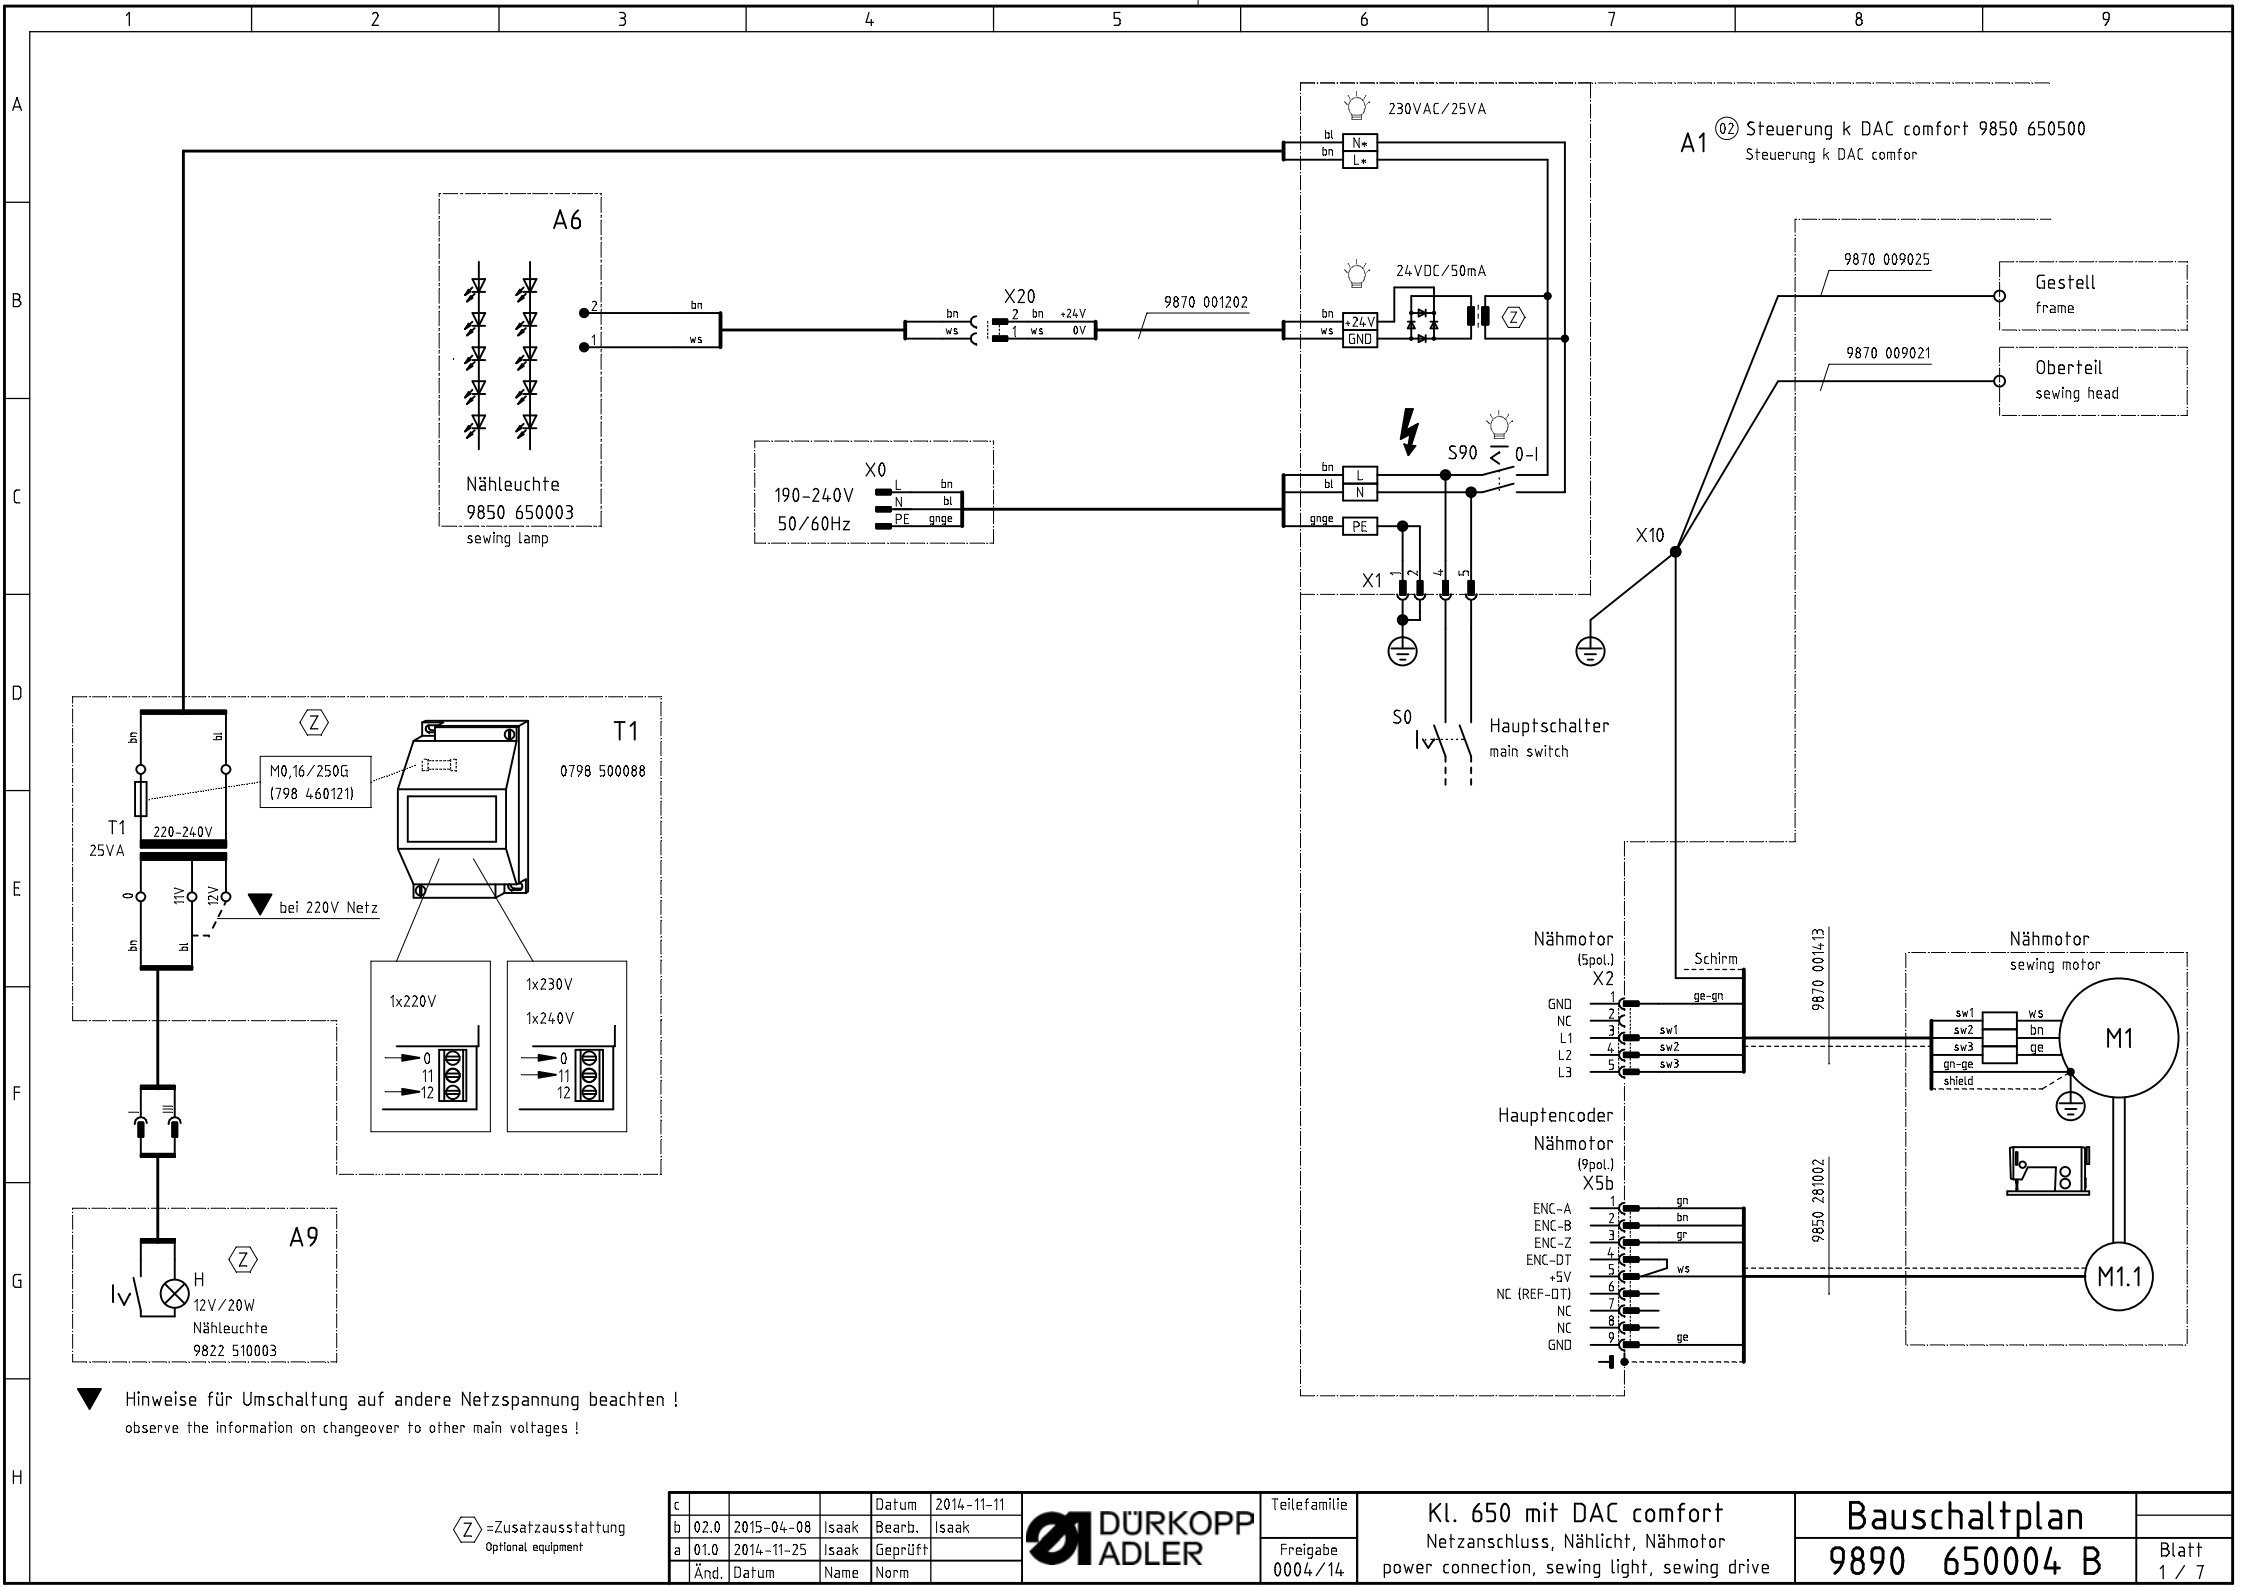 1 2 3 4 5 6 7 8 9
A
B
C
D
E
F
G
H
230VAC/25VA
bl N*
bn L*
A1 02 Steuerung k DAC comfort 9850 650500
Steuerung k DAC comfor
A6
2 bn
1 ws
Nähleuchte
9850 650003
sewing lamp
X20
bn 2 bn +24V
ws 1 ws 0V
9870 001202
24VDC/50mA
bn +24V
ws GND
Z
9870 009025
Gestell
frame
9870 009021
Oberteil
sewing head
X0
190-240V
50/60Hz
L bn
N bl
PE gnge
bn L
bl N
gnge PE
S90 0-I
X1 1 2 4 5
X10
S0
Hauptschalter
main switch
Z
T1
0798 500088
bn bl
M0,16/250G
(798 460121)
T1
25VA
220-240V
0 11V 12V
bei 220V Netz
bn bl
1x220V
0
11
12
1x230V
1x240V
0
11
12
I III
A9
Z
H
12V/20W
Nähleuchte
9822 510003
Nähmotor
(5pol.)
X2
Schirm
GND 1 ge-gn
NC 2
L1 3 sw1
L2 4 sw2
L3 5 sw3
9870 001413
Nähmotor
sewing motor
sw1 ws
sw2 bn
sw3 ge
gn-ge
shield
M1
Hauptencoder
Nähmotor
(9pol.)
X5b
ENC-A 1 gn
ENC-B 2 bn
ENC-Z 3 gr
ENC-DT 4
+5V 5 ws
NC (REF-DT) 6
NC 7
NC 8
GND 9 ge
9850 281002
M1.1
Hinweise für Umschaltung auf andere Netzspannung beachten !
observe the information on changeover to other main voltages !
Z =Zusatzausstattung
Optional equipment
c Datum 2014-11-11
b 02.0 2015-04-08 Isaak Bearb. Isaak
a 01.0 2014-11-25 Isaak Geprüft
Änd. Datum Name Norm
DÜRKOPP
ADLER
Teilefamilie
Freigabe
0004/14
Kl. 650 mit DAC comfort
Netzanschluss, Nählicht, Nähmotor
power connection, sewing light, sewing drive
Bauschaltplan
9890 650004 B
Blatt
1 / 7